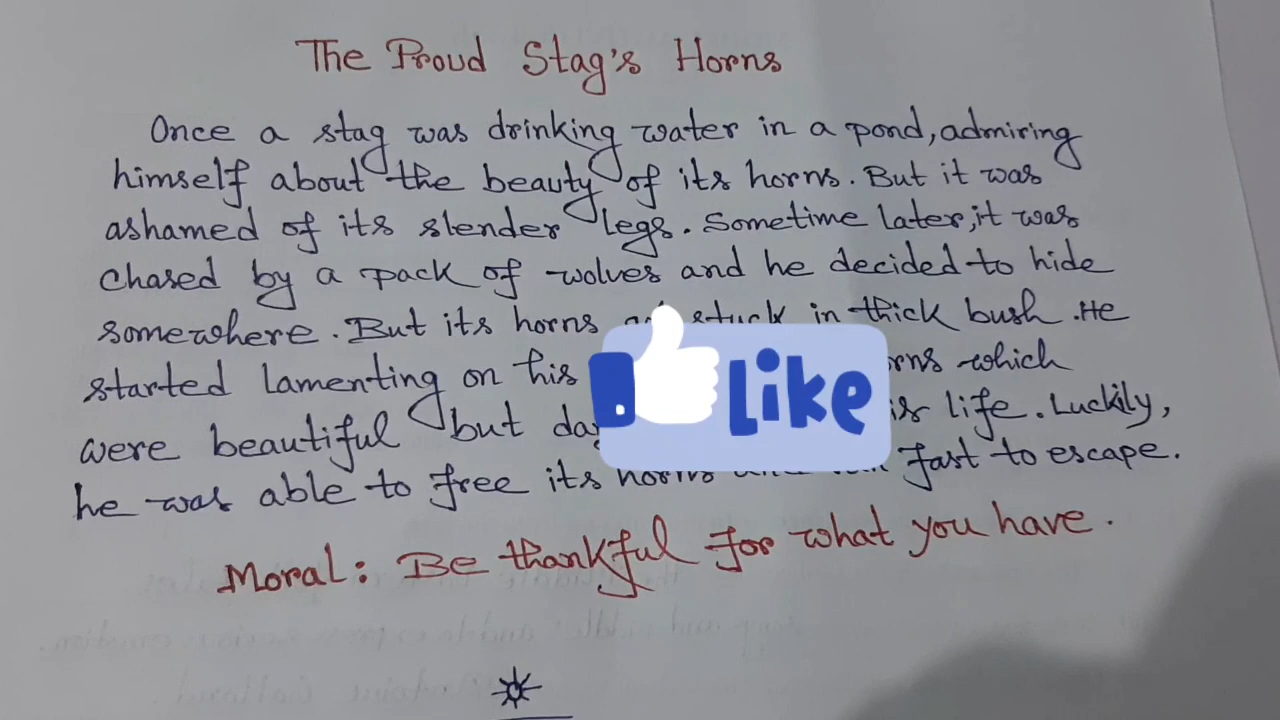 The Proud Stag's Horns
Once a stag was drinking water in a pond, admiring
himself about the beauty of its horns. But it was
ashamed of its slender legs. Sometime later, it was
chased by a pack of wolves and he decided to hide
somewhere. But its horns got stuck in thick bush. He
started lamenting on his
which
were beautiful but
life. Luckily,
he was able to free its horns and fast to escape.
Moral: Be thankful for what you have.
Like